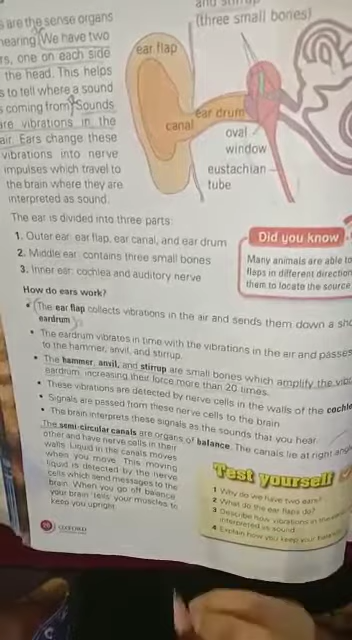 and stirrup
(three small bones)
s are the sense organs
hearing. We have two
rs, one on each side
the head. This helps
s to tell where a sound
s coming from. Sounds
are vibrations in the
air. Ears change these
vibrations into nerve
impulses which travel to
the brain where they are
interpreted as sound.
ear flap
ear drum
canal
oval
window
eustachian
tube
The ear is divided into three parts:
1. Outer ear: ear flap, ear canal, and ear drum
2. Middle ear: contains three small bones
3. Inner ear: cochlea and auditory nerve
Did you know
Many animals are able to
flaps in different direction
them to locate the source
How do ears work?
• The ear flap collects vibrations in the air and sends them down a sho
eardrum
• The eardrum vibrates in time with the vibrations in the air and passes
to the hammer, anvil, and stirrup.
• The hammer, anvil, and stirrup are small bones which amplify the vibr
eardrum, increasing their force more than 20 times.
• These vibrations are detected by nerve cells in the walls of the cochle
• Signals are passed from these nerve cells to the brain.
• The brain interprets these signals as the sounds that you hear.
The semi-circular canals are organs of balance. The canals lie at right angl
other and have nerve cells in their
walls. Liquid in the canals moves
when you move. This moving
liquid is detected by the nerve
cells which send messages to the
brain. When you go off balance
your brain tells your muscles to
keep you upright.
Test yourself
1 Why do we have two ears?
2 What do the ear flaps do?
3 Describe how vibrations in the
interpreted as sound.
4 Explain how you keep your balance
OXFORD